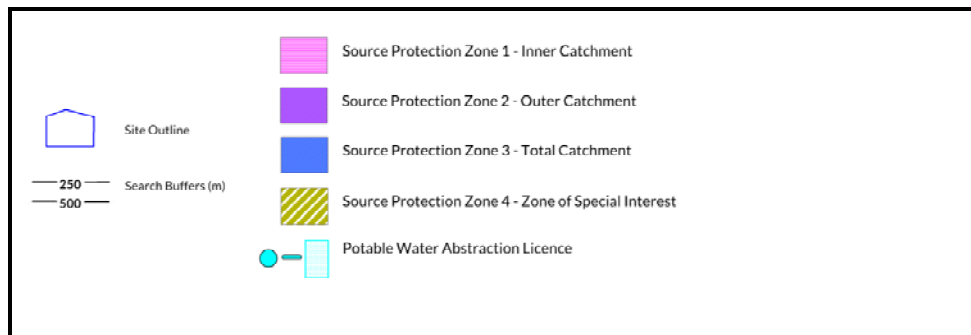 Source Protection Zone 1 - Inner Catchment
Source Protection Zone 2 - Outer Catchment
Site Outline
Source Protection Zone 3 - Total Catchment
250
Search Buffers (m)
500
Source Protection Zone 4 - Zone of Special Interest
Potable Water Abstraction Licence